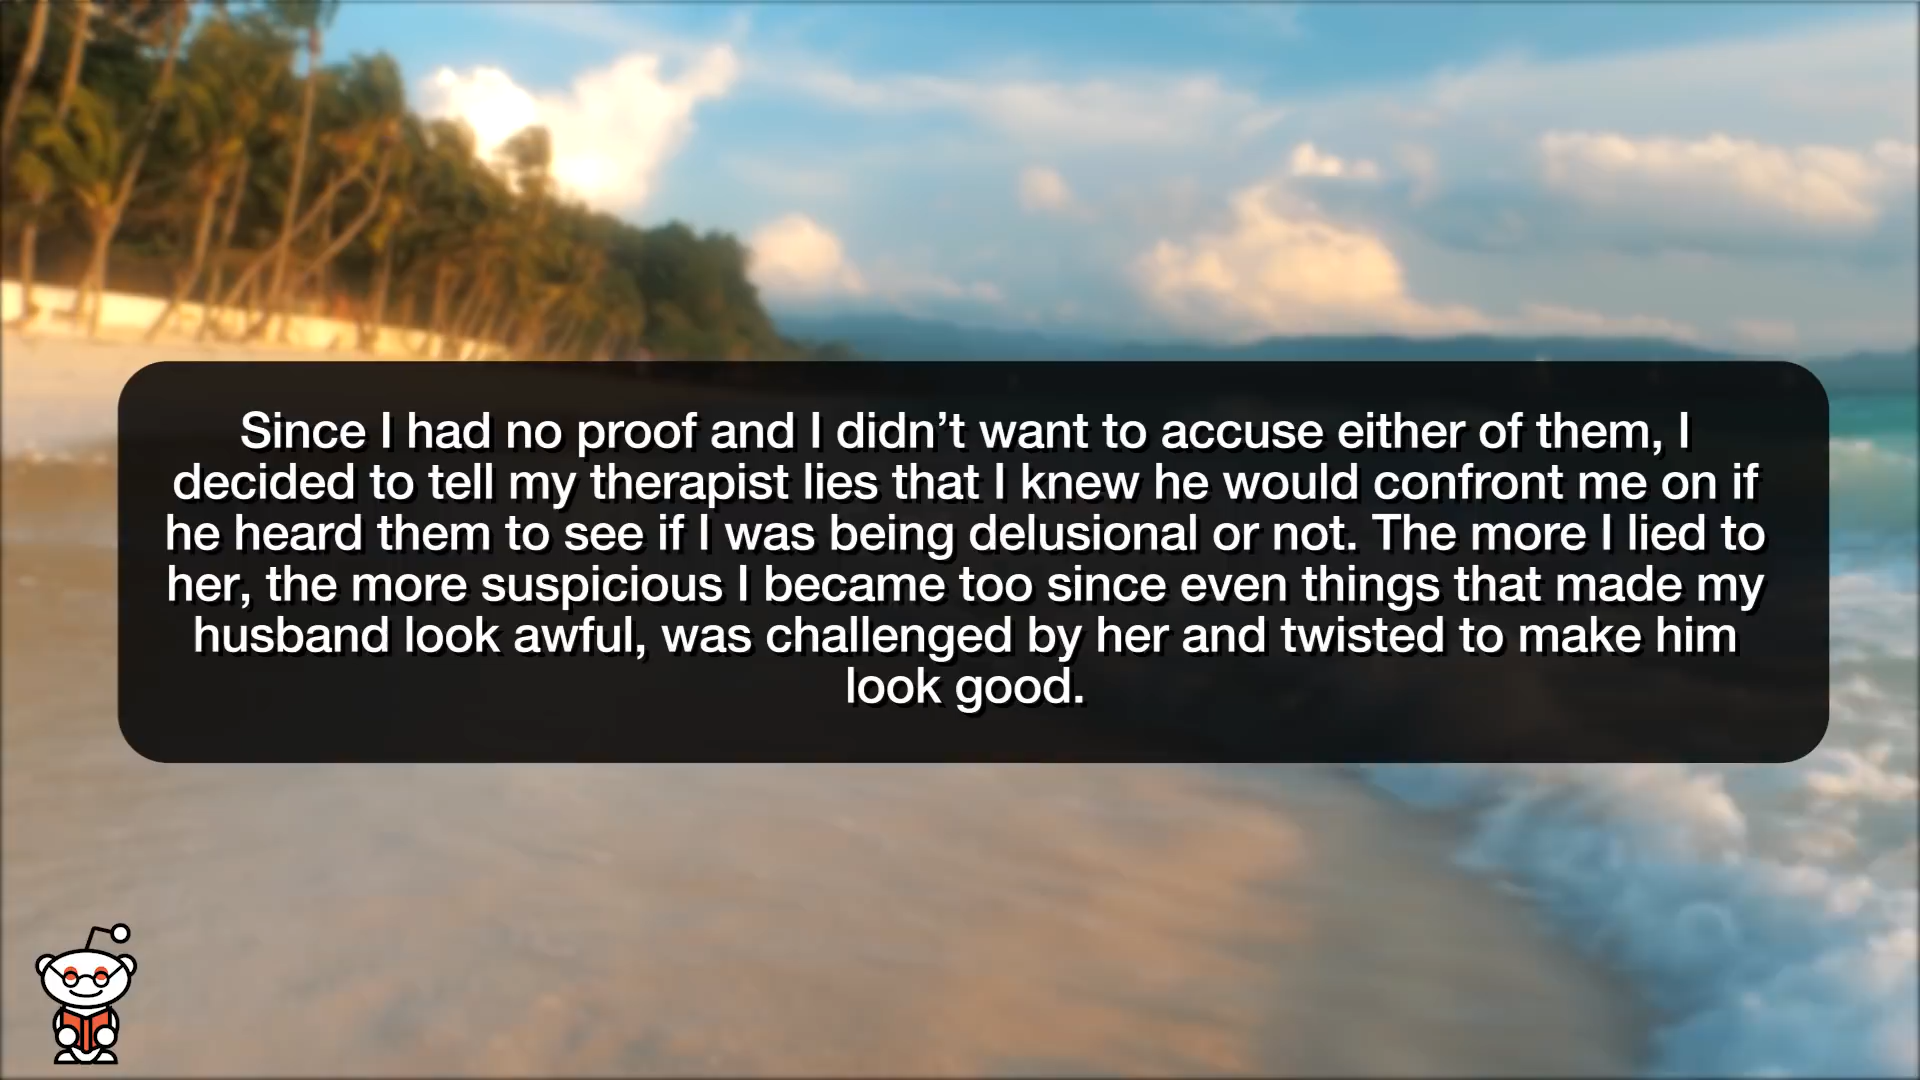 Since I had no proof and I didn’t want to accuse either of them, I
decided to tell my therapist lies that I knew he would confront me on if
he heard them to see if I was being delusional or not. The more I lied to
her, the more suspicious I became too since even things that made my
husband look awful, was challenged by her and twisted to make him
look good.